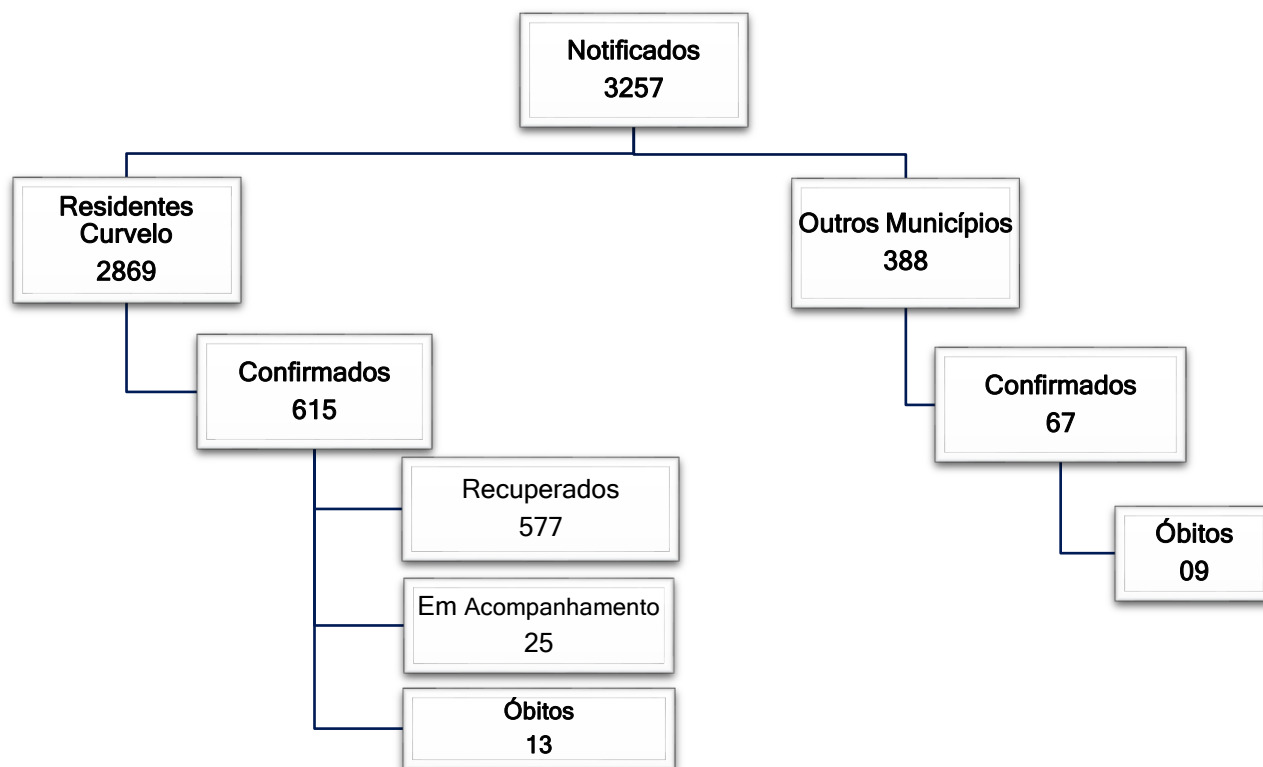 Notificados
3257
Residentes
Curvelo
2869
Outros Municípios
388
Confirmados
615
Confirmados
67
Recuperados
577
Óbitos
09
Em Acompanhamento
25
Óbitos
13